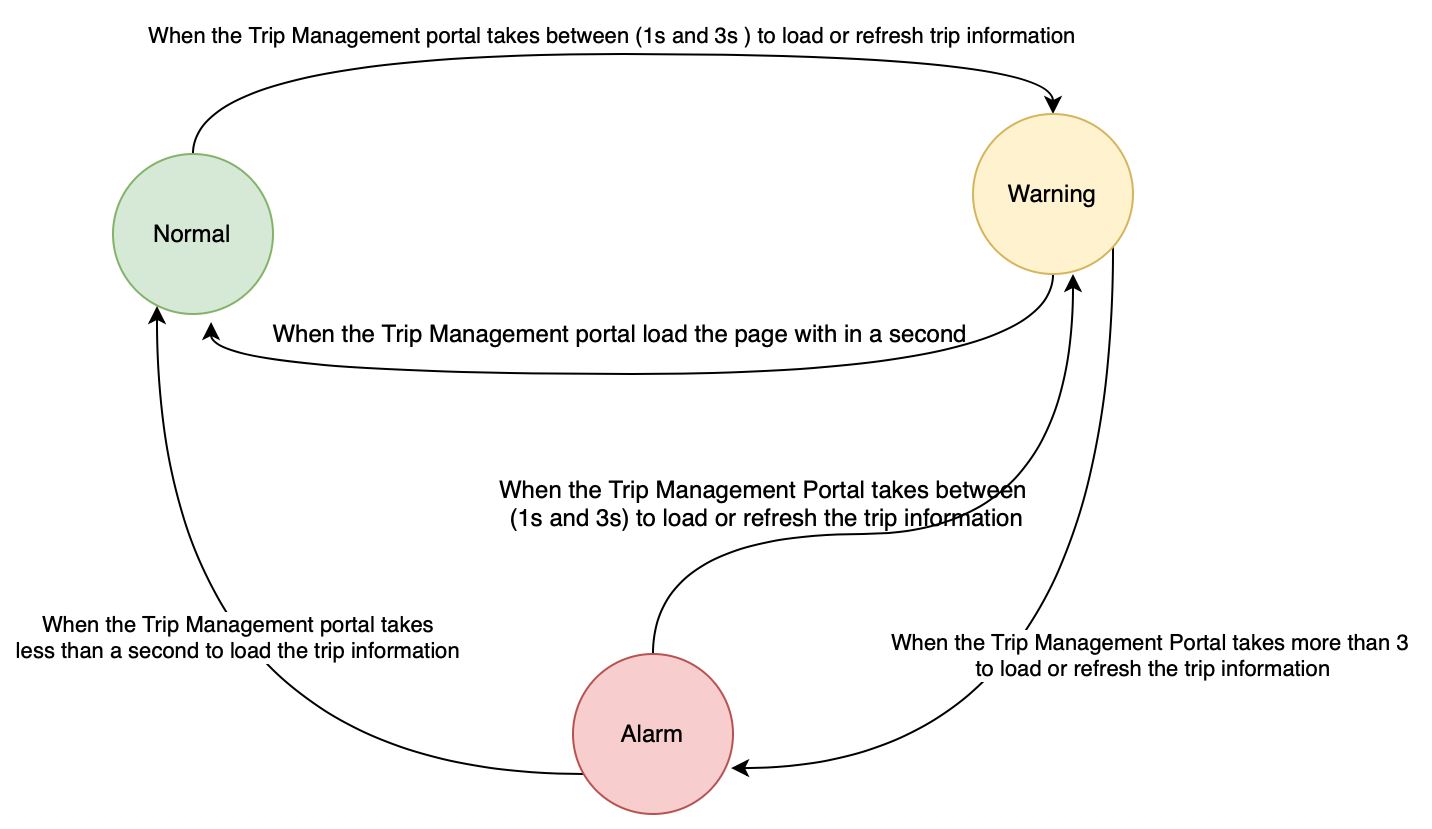 When the Trip Management portal takes between (1s and 3s ) to load or refresh trip information
Warning
Normal
When the Trip Management portal load the page with in a second
When the Trip Management Portal takes between
(1s and 3s) to load or refresh the trip information
When the Trip Management portal takes
less than a second to load the trip information
When the Trip Management Portal takes more than 3
to load or refresh the trip information
Alarm